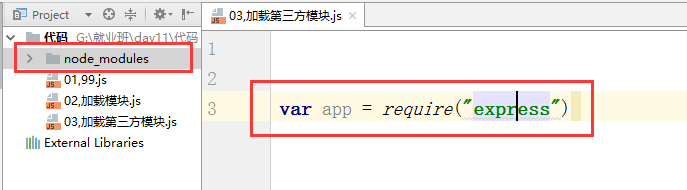 Project
03,加载第三方模块.js
代码 G:\就业班\day11\代码
node_modules
01,99.js
02,加载模块.js
03,加载第三方模块.js
External Libraries
1
2
3 var app = require("express")